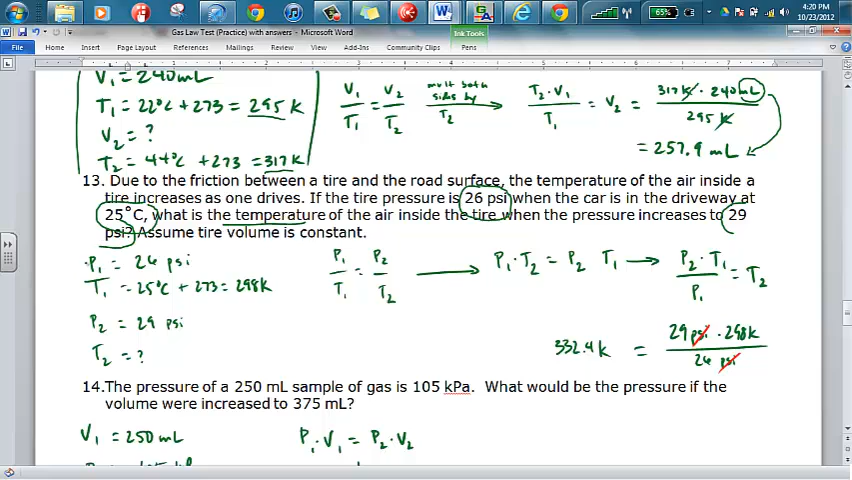 4:20 PM
10/23/2012
65%
Gas Law Test (Practice) with answers - Microsoft Word
Ink Tools
File Home Insert Page Layout References Mailings Review View Add-Ins Community Clips Pens
V1 = 240mL
T1 = 22°C + 273 = 295 K
V2 = ?
T2 = 44°C + 273 = 317K
V1/T1 = V2/T2 mult both sides by T2 → T2 · V1/T1 = V2 = 317K · 240mL/295 K
= 257.9 mL
13. Due to the friction between a tire and the road surface, the temperature of the air inside a
tire increases as one drives. If the tire pressure is 26 psi when the car is in the driveway at
25°C, what is the temperature of the air inside the tire when the pressure increases to 29
psi? Assume tire volume is constant.
P1 = 26 psi
T1 = 25°C + 273 = 298K
P2 = 29 psi
T2 = ?
P1/T1 = P2/T2 → P1 · T2 = P2 T1 → P2 · T1/P1 = T2
332.4 K = 29 psi · 298K/26 psi
14.The pressure of a 250 mL sample of gas is 105 kPa. What would be the pressure if the
volume were increased to 375 mL?
V1 = 250 mL
P1 · V1 = P2 · V2